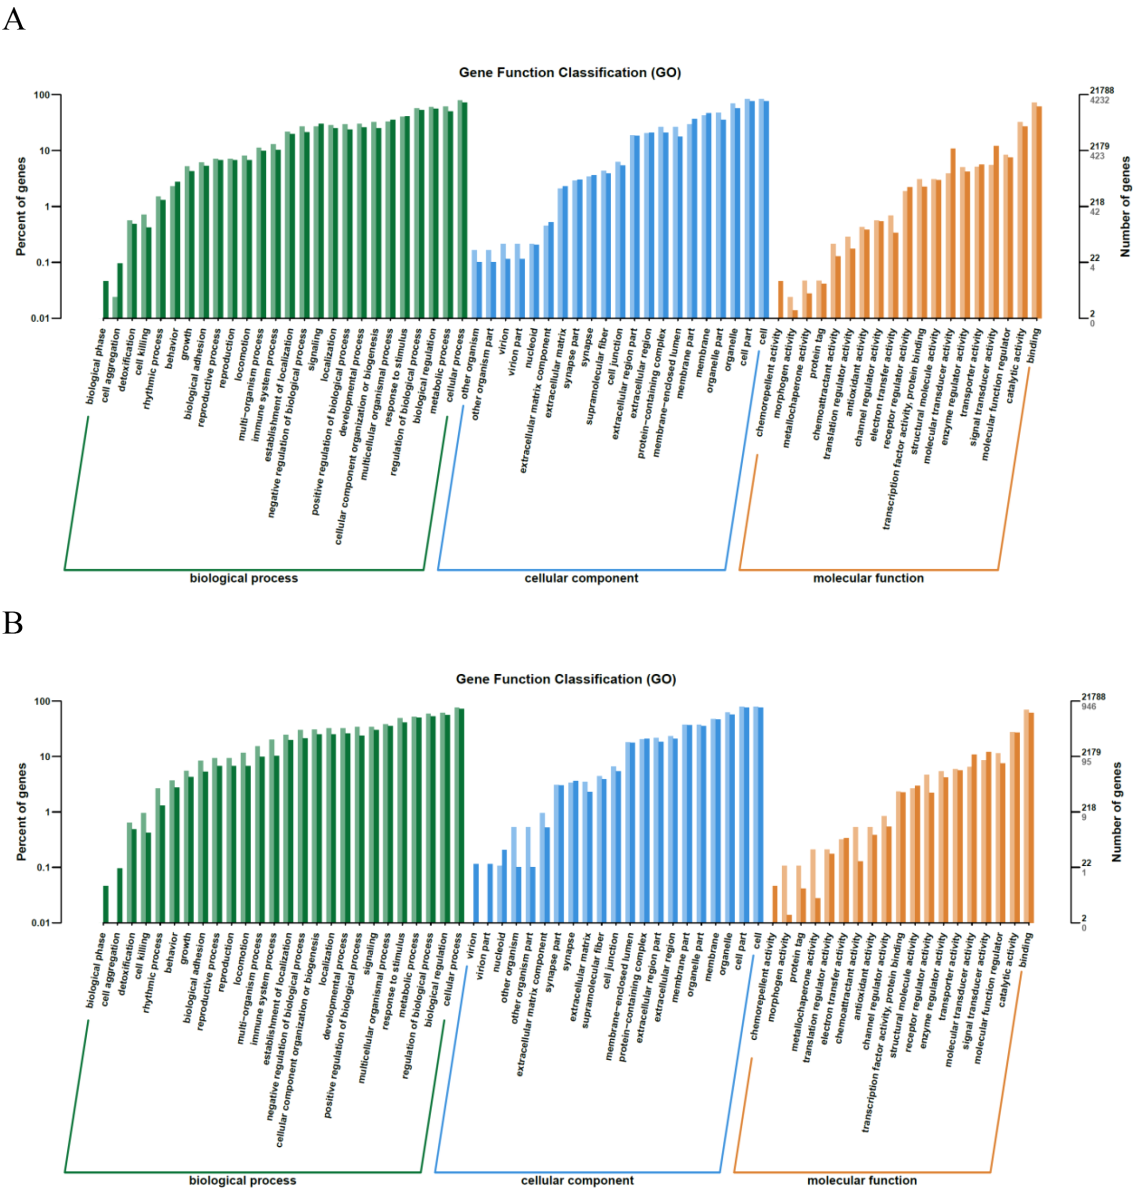 A
Gene Function Classification (GO)
Percent of genes
100
10
1
0.1
0.01
21788
4232
2179
423
218
42
22
4
2
0
Number of genes
biological phase
cell aggregation
detoxification
cell killing
rhythmic process
behavior
growth
biological adhesion
reproductive process
reproduction
locomotion
multi−organism process
immune system process
establishment of localization
negative regulation of biological process
signaling
localization
positive regulation of biological process
developmental process
cellular component organization or biogenesis
multicellular organismal process
response to stimulus
regulation of biological process
biological regulation
metabolic process
cellular process
other organism
other organism part
virion
virion part
nucleoid
extracellular matrix component
extracellular matrix
synapse part
synapse
supramolecular fiber
cell junction
extracellular region part
extracellular region
protein−containing complex
membrane−enclosed lumen
membrane part
membrane
organelle part
organelle
cell part
cell
chemorepellent activity
morphogen activity
metallochaperone activity
protein tag
chemoattractant activity
translation regulator activity
antioxidant activity
channel regulator activity
electron transfer activity
receptor regulator activity
transcription factor activity, protein binding
structural molecule activity
molecular transducer activity
enzyme regulator activity
transporter activity
signal transducer activity
molecular function regulator
catalytic activity
binding
biological process
cellular component
molecular function
B
Gene Function Classification (GO)
Percent of genes
100
10
1
0.1
0.01
21788
946
2179
95
218
9
22
1
2
0
Number of genes
biological phase
cell aggregation
detoxification
cell killing
rhythmic process
behavior
growth
biological adhesion
reproductive process
reproduction
locomotion
multi−organism process
immune system process
establishment of localization
negative regulation of biological process
cellular component organization or biogenesis
localization
developmental process
positive regulation of biological process
signaling
multicellular organismal process
response to stimulus
metabolic process
regulation of biological process
biological regulation
cellular process
virion
virion part
nucleoid
other organism
other organism part
extracellular matrix component
synapse part
synapse
extracellular matrix
supramolecular fiber
cell junction
membrane−enclosed lumen
protein−containing complex
extracellular region part
extracellular region
membrane part
organelle part
membrane
organelle
cell part
cell
chemorepellent activity
morphogen activity
protein tag
metallochaperone activity
translation regulator activity
electron transfer activity
chemoattractant activity
antioxidant activity
channel regulator activity
transcription factor activity, protein binding
structural molecule activity
receptor regulator activity
enzyme regulator activity
transporter activity
molecular transducer activity
signal transducer activity
molecular function regulator
catalytic activity
binding
biological process
cellular component
molecular function